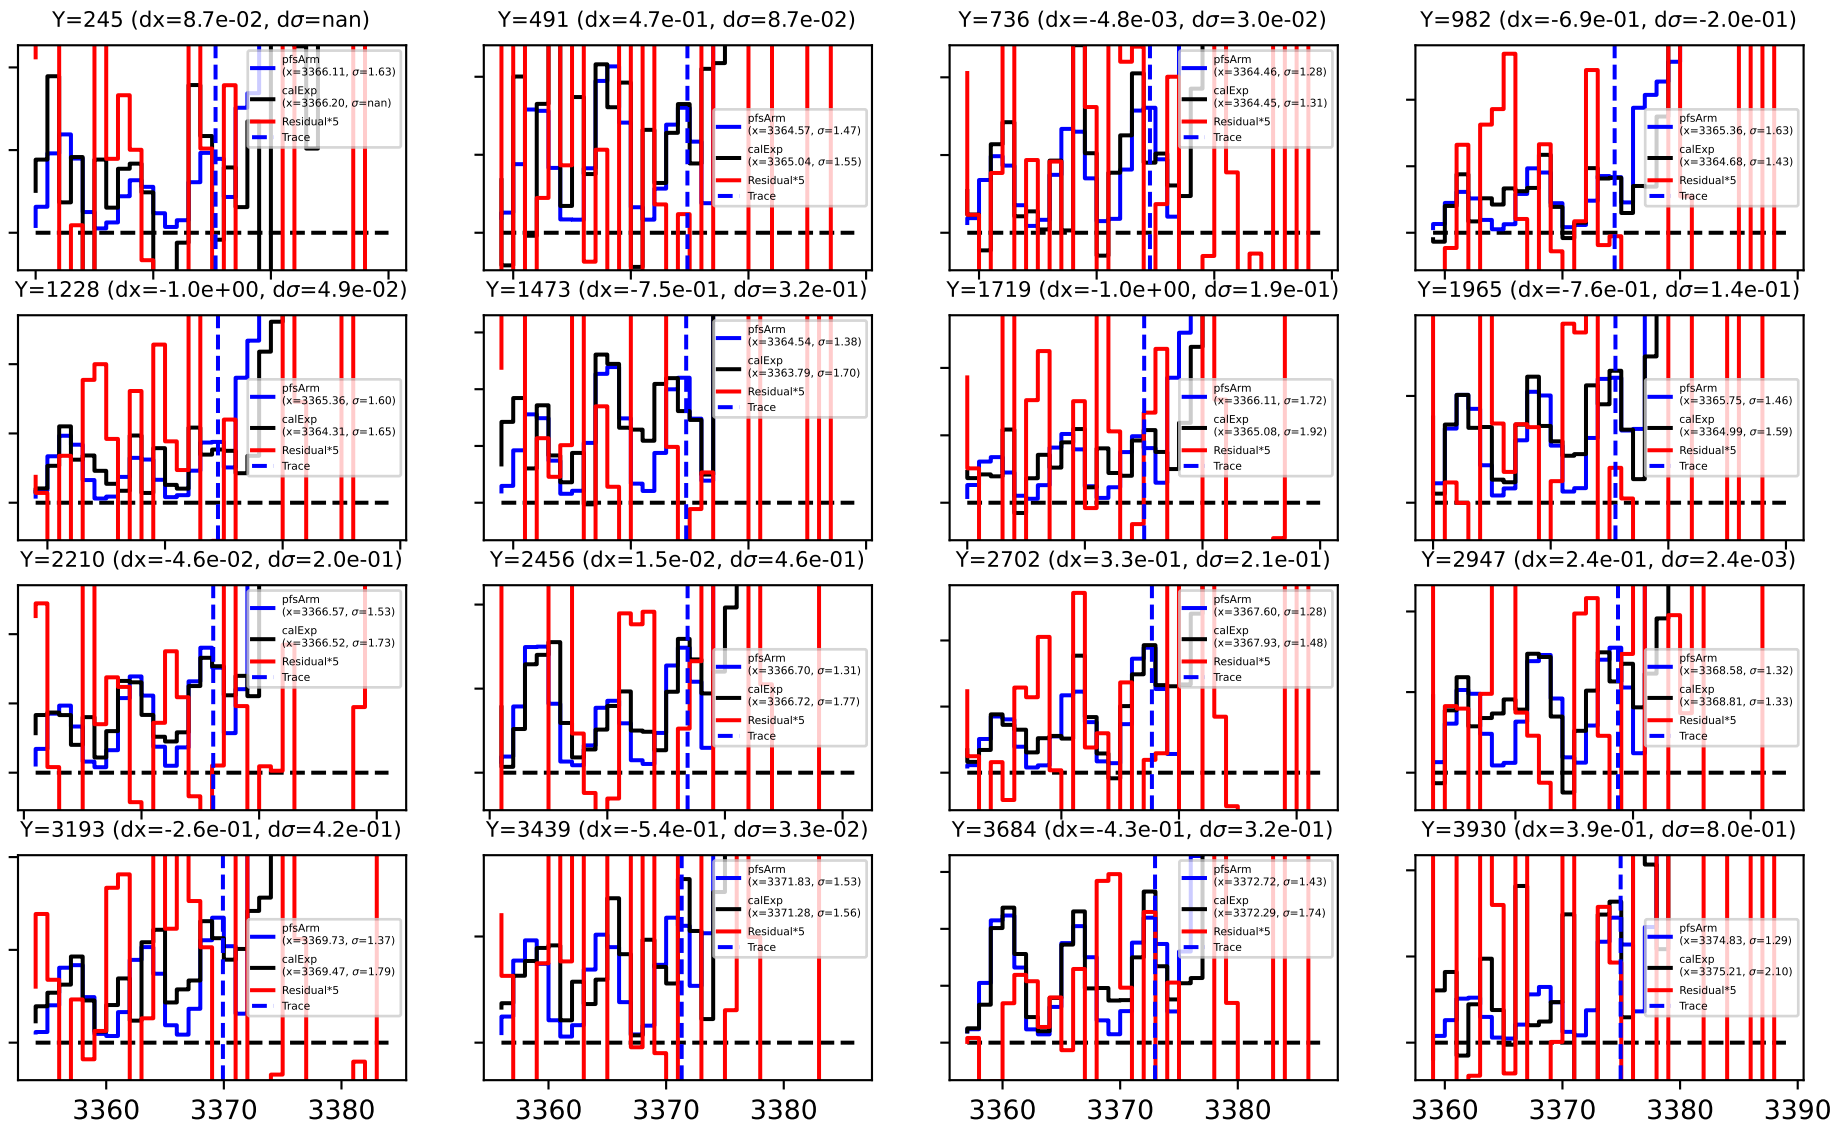 Y=245 (dx=8.7e-02, dσ=nan)
pfsArm
(x=3366.11, σ=1.63)
calExp
(x=3366.20, σ=nan)
Residual*5
Trace
Y=491 (dx=4.7e-01, dσ=8.7e-02)
pfsArm
(x=3364.57, σ=1.47)
calExp
(x=3365.04, σ=1.55)
Residual*5
Trace
Y=736 (dx=-4.8e-03, dσ=3.0e-02)
pfsArm
(x=3364.46, σ=1.28)
calExp
(x=3364.45, σ=1.31)
Residual*5
Trace
Y=982 (dx=-6.9e-01, dσ=-2.0e-01)
pfsArm
(x=3365.36, σ=1.63)
calExp
(x=3364.68, σ=1.43)
Residual*5
Trace
Y=1228 (dx=-1.0e+00, dσ=4.9e-02)
pfsArm
(x=3365.36, σ=1.60)
calExp
(x=3364.31, σ=1.65)
Residual*5
Trace
Y=1473 (dx=-7.5e-01, dσ=3.2e-01)
pfsArm
(x=3364.54, σ=1.38)
calExp
(x=3363.79, σ=1.70)
Residual*5
Trace
Y=1719 (dx=-1.0e+00, dσ=1.9e-01)
pfsArm
(x=3366.11, σ=1.72)
calExp
(x=3365.08, σ=1.92)
Residual*5
Trace
Y=1965 (dx=-7.6e-01, dσ=1.4e-01)
pfsArm
(x=3365.75, σ=1.46)
calExp
(x=3364.99, σ=1.59)
Residual*5
Trace
Y=2210 (dx=-4.6e-02, dσ=2.0e-01)
pfsArm
(x=3366.57, σ=1.53)
calExp
(x=3366.52, σ=1.73)
Residual*5
Trace
Y=2456 (dx=1.5e-02, dσ=4.6e-01)
pfsArm
(x=3366.70, σ=1.31)
calExp
(x=3366.72, σ=1.77)
Residual*5
Trace
Y=2702 (dx=3.3e-01, dσ=2.1e-01)
pfsArm
(x=3367.60, σ=1.28)
calExp
(x=3367.93, σ=1.48)
Residual*5
Trace
Y=2947 (dx=2.4e-01, dσ=2.4e-03)
pfsArm
(x=3368.58, σ=1.32)
calExp
(x=3368.81, σ=1.33)
Residual*5
Trace
Y=3193 (dx=-2.6e-01, dσ=4.2e-01)
pfsArm
(x=3369.73, σ=1.37)
calExp
(x=3369.47, σ=1.79)
Residual*5
Trace
Y=3439 (dx=-5.4e-01, dσ=3.3e-02)
pfsArm
(x=3371.83, σ=1.53)
calExp
(x=3371.28, σ=1.56)
Residual*5
Trace
Y=3684 (dx=-4.3e-01, dσ=3.2e-01)
pfsArm
(x=3372.72, σ=1.43)
calExp
(x=3372.29, σ=1.74)
Residual*5
Trace
Y=3930 (dx=3.9e-01, dσ=8.0e-01)
pfsArm
(x=3374.83, σ=1.29)
calExp
(x=3375.21, σ=2.10)
Residual*5
Trace
3360 3370 3380
3360 3370 3380
3360 3370 3380
3360 3370 3380 3390